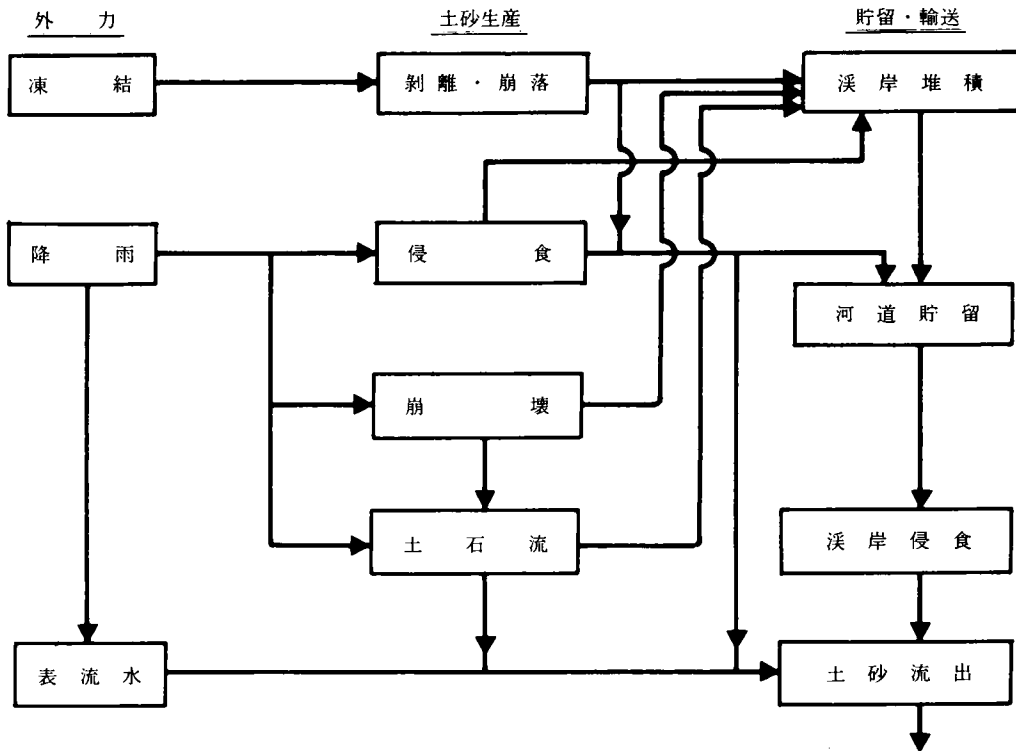 外力
土砂生産
貯留・輸送
凍結
剥離・崩落
渓岸堆積
降雨
侵食
河道貯留
崩壊
土石流
渓岸侵食
表流水
土砂流出